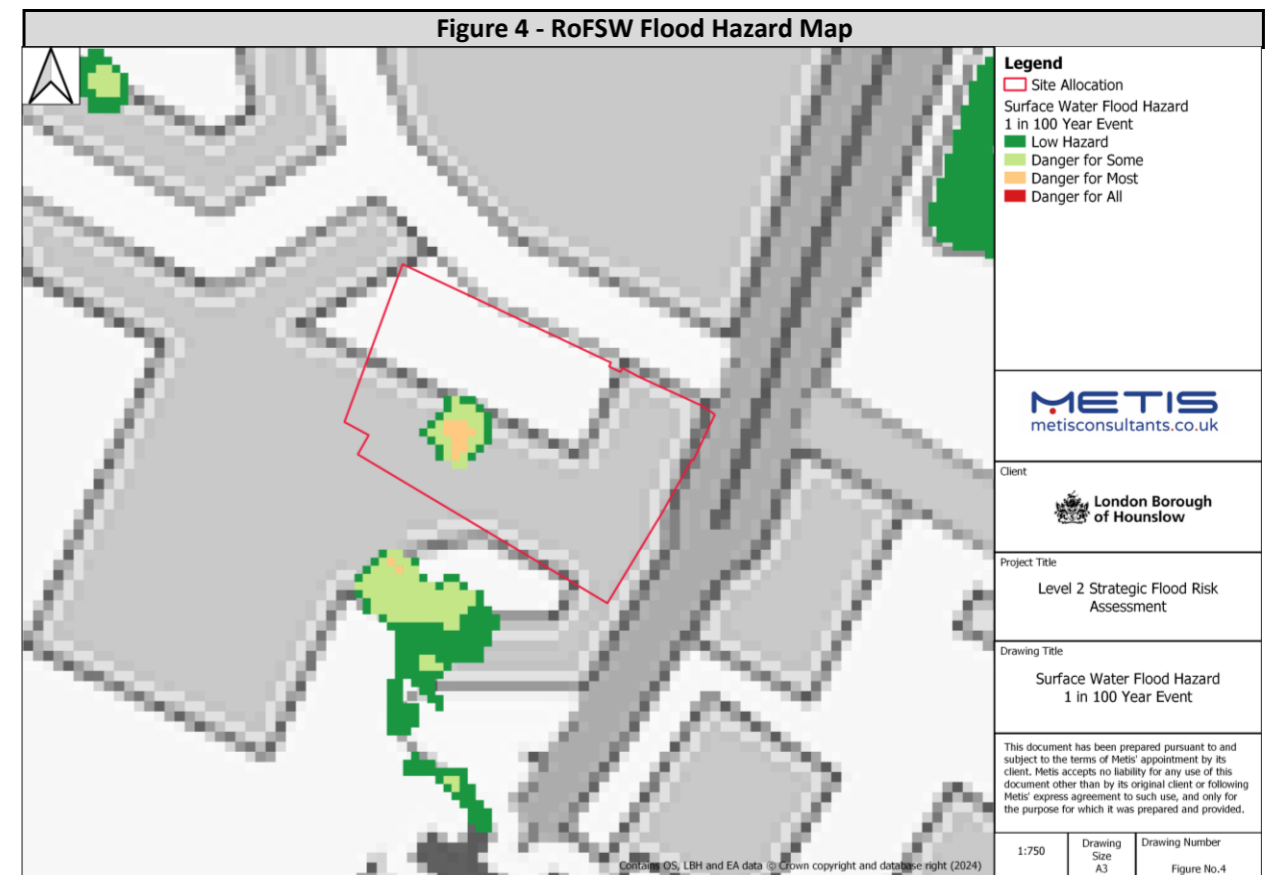 Figure 4 - RoFSW Flood Hazard Map
Legend
Site Allocation
Surface Water Flood Hazard
1 in 100 Year Event
Low Hazard
Danger for Some
Danger for Most
Danger for All
METIS
metisconsultants.co.uk
Client
London Borough
of Hounslow
Project Title
Level 2 Strategic Flood Risk
Assessment
Drawing Title
Surface Water Flood Hazard
1 in 100 Year Event
This document has been prepared pursuant to and
subject to the terms of Metis' appointment by its
client. Metis accepts no liability for any use of this
document other than by its original client or following
Metis' express agreement to such use, and only for
the purpose for which it was prepared and provided.
1:750
Drawing
Size
A3
Drawing Number
Figure No.4
Contains OS, LBH and EA data © Crown copyright and database right (2024)